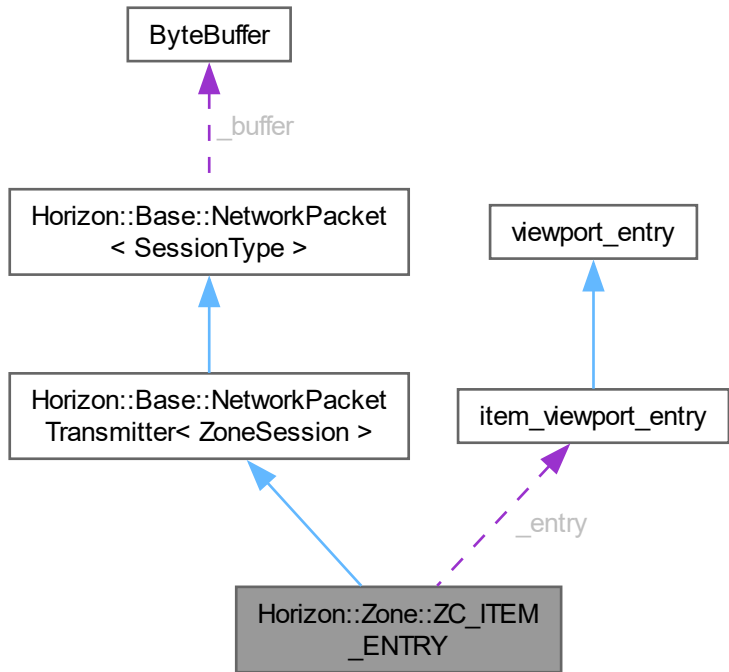 ByteBuffer
_buffer
Horizon::Base::NetworkPacket
< SessionType >
viewport_entry
Horizon::Base::NetworkPacket
Transmitter< ZoneSession >
item_viewport_entry
_entry
Horizon::Zone::ZC_ITEM
_ENTRY